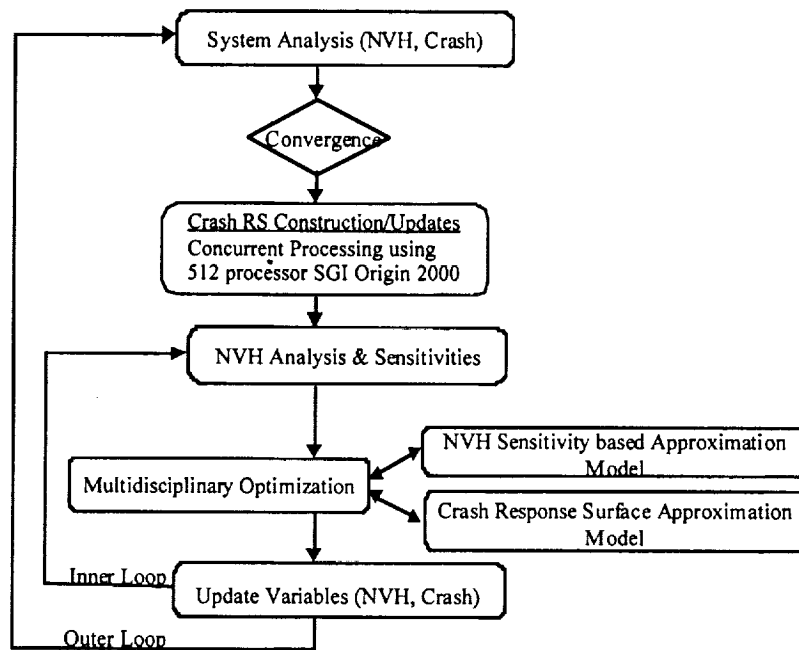 System Analysis (NVH, Crash)
Convergence
Crash RS Construction/Updates
Concurrent Processing using
512 processor SGI Origin 2000
NVH Analysis & Sensitivities
NVH Sensitivity based Approximation
Model
Multidisciplinary Optimization
Crash Response Surface Approximation
Model
Inner Loop
Update Variables (NVH, Crash)
Outer Loop